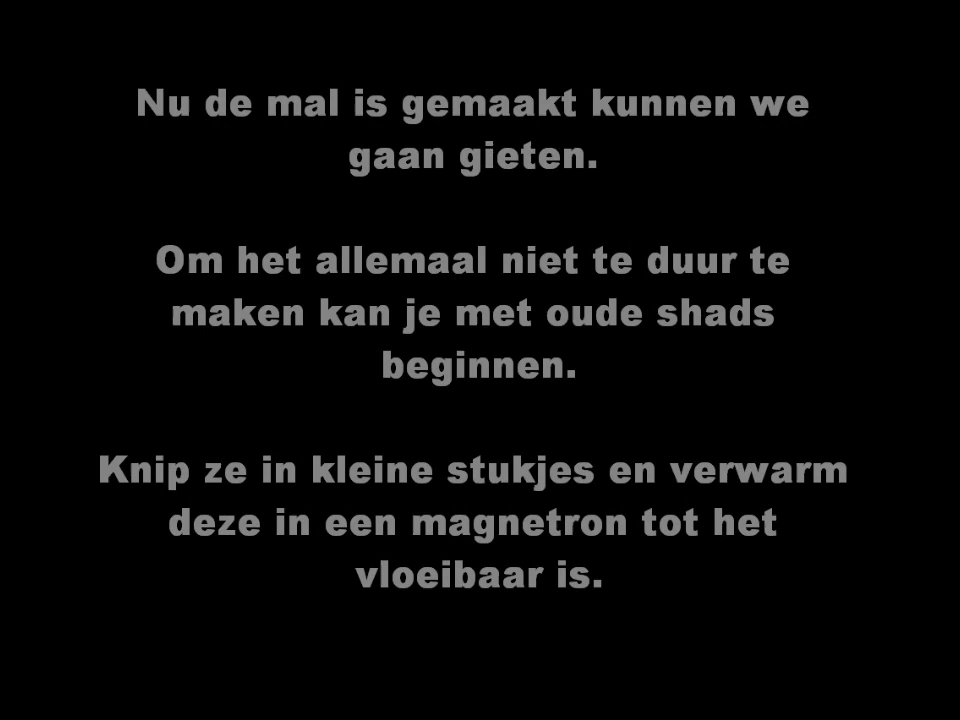 Nu de mal is gemaakt kunnen we
gaan gieten.
Om het allemaal niet te duur te
maken kan je met oude shads
beginnen.
Knip ze in kleine stukjes en verwarm
deze in een magnetron tot het
vloeibaar is.